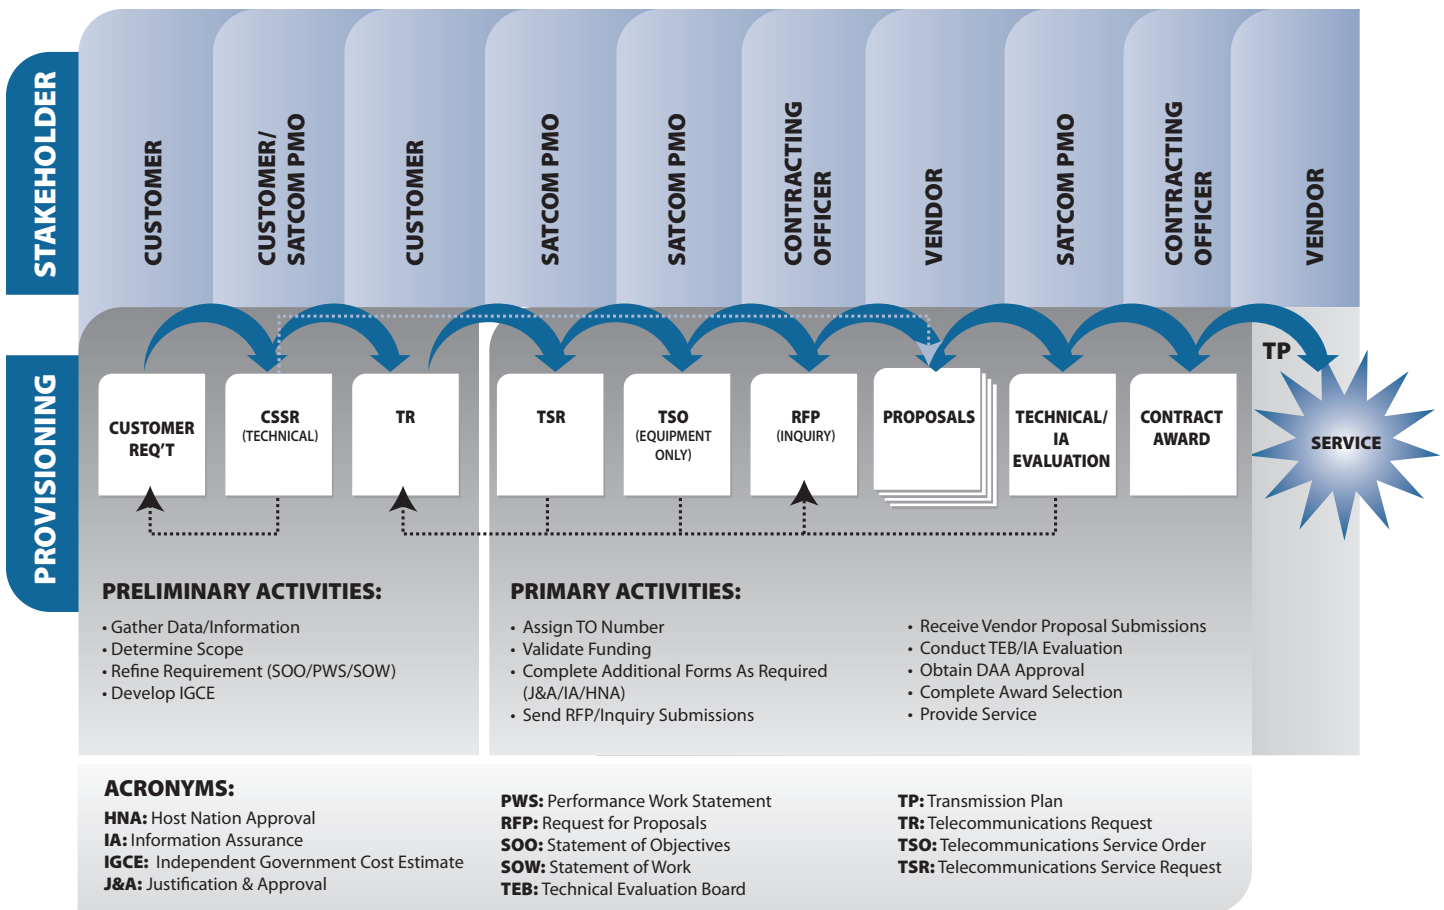 STAKEHOLDER
CUSTOMER
CUSTOMER/
SATCOM PMO
CUSTOMER
SATCOM PMO
SATCOM PMO
CONTRACTING
OFFICER
VENDOR
SATCOM PMO
CONTRACTING
OFFICER
VENDOR
PROVISIONING
CUSTOMER
REQ’T
CSSR
(TECHNICAL)
TR
TSR
TSO
(EQUIPMENT
ONLY)
RFP
(INQUIRY)
PROPOSALS
TECHNICAL/
IA
EVALUATION
CONTRACT
AWARD
TP
SERVICE
PRELIMINARY ACTIVITIES:
• Gather Data/Information
• Determine Scope
• Refine Requirement (SOO/PWS/SOW)
• Develop IGCE
PRIMARY ACTIVITIES:
• Assign TO Number
• Validate Funding
• Complete Additional Forms As Required
(J&A/IA/HNA)
• Send RFP/Inquiry Submissions
• Receive Vendor Proposal Submissions
• Conduct TEB/IA Evaluation
• Obtain DAA Approval
• Complete Award Selection
• Provide Service
ACRONYMS:
HNA: Host Nation Approval
IA: Information Assurance
IGCE: Independent Government Cost Estimate
J&A: Justification & Approval
PWS: Performance Work Statement
RFP: Request for Proposals
SOO: Statement of Objectives
SOW: Statement of Work
TEB: Technical Evaluation Board
TP: Transmission Plan
TR: Telecommunications Request
TSO: Telecommunications Service Order
TSR: Telecommunications Service Request